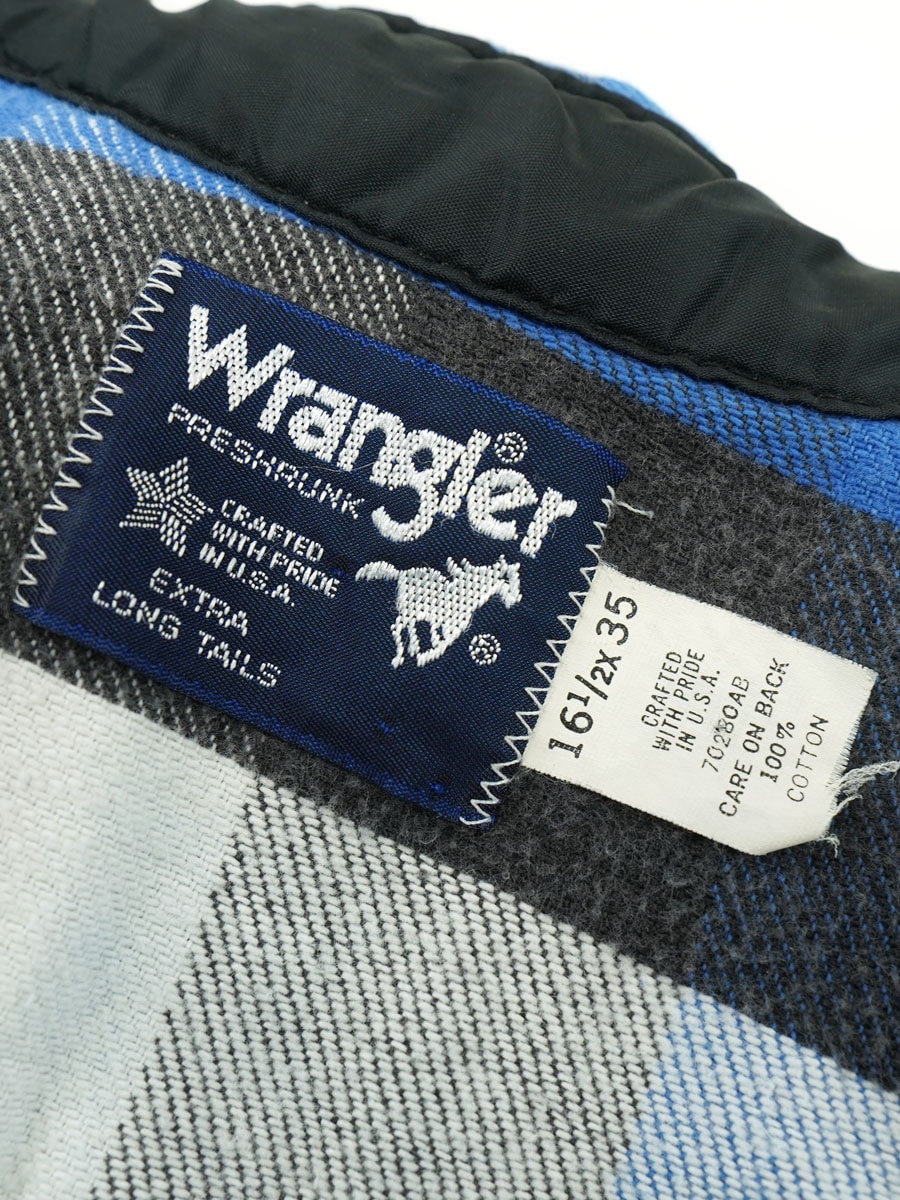 Wrangler®
PRESHRUNK
CRAFTED
WITH PRIDE
IN U.S.A.
®
EXTRA
LONG TAILS
16 1/2 X 35
CRAFTED
WITH PRIDE
IN U.S.A.
70280AB
CARE ON BACK
100%
COTTON